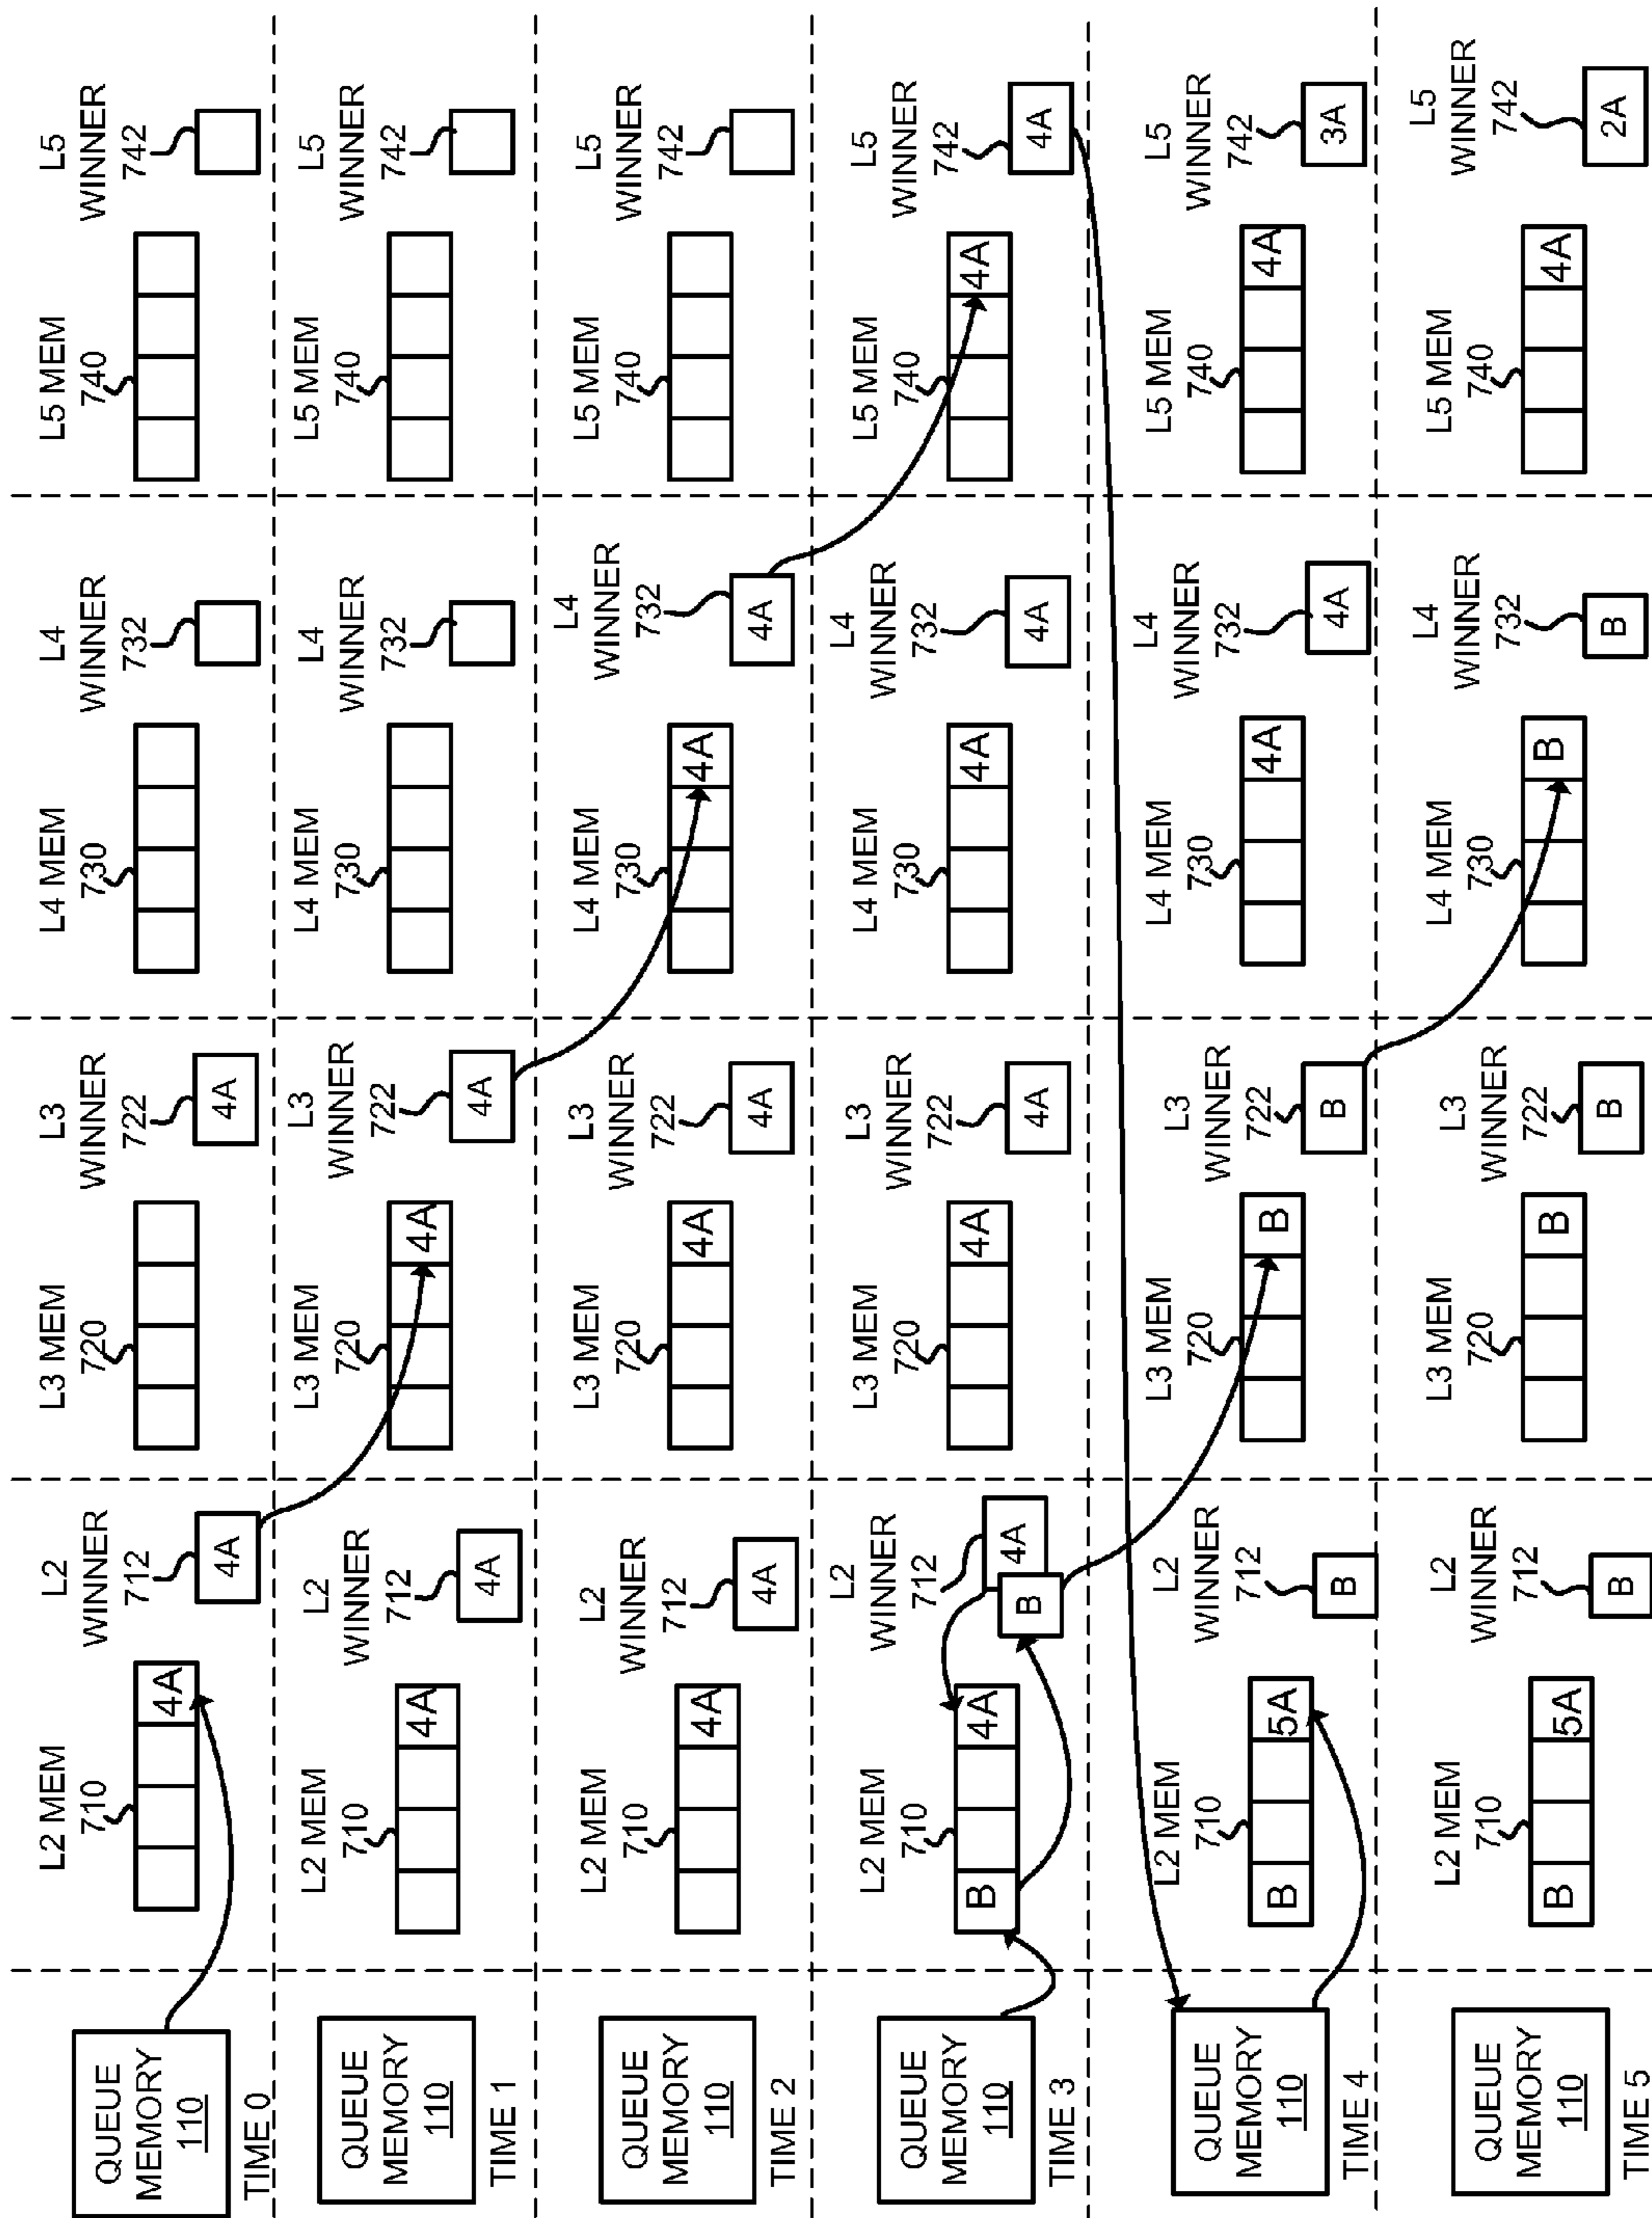 QUEUE
MEMORY
110
TIME 0
L2 MEM
710
4A
L2
WINNER
712
4A
L3 MEM
720
L3
WINNER
722
4A
L4 MEM
730
L4
WINNER
732
L5 MEM
740
L5
WINNER
742
QUEUE
MEMORY
110
TIME 1
L2 MEM
710
4A
L2
WINNER
712
4A
L3 MEM
720
4A
L3
WINNER
722
4A
L4 MEM
730
L4
WINNER
732
L5 MEM
740
L5
WINNER
742
QUEUE
MEMORY
110
TIME 2
L2 MEM
710
4A
L2
WINNER
712
4A
L3 MEM
720
4A
L3
WINNER
722
4A
L4 MEM
730
4A
L4
WINNER
732
4A
L5 MEM
740
L5
WINNER
742
QUEUE
MEMORY
110
TIME 3
L2 MEM
710
B 4A
L2
WINNER
712
4A
B
L3 MEM
720
4A
L3
WINNER
722
4A
L4 MEM
730
4A
L4
WINNER
732
4A
L5 MEM
740
4A
L5
WINNER
742
4A
QUEUE
MEMORY
110
TIME 4
L2 MEM
710
B 5A
L2
WINNER
712
B
L3 MEM
720
B
L3
WINNER
722
B
L4 MEM
730
4A
L4
WINNER
732
4A
L5 MEM
740
4A
L5
WINNER
742
3A
QUEUE
MEMORY
110
TIME 5
L2 MEM
710
B 5A
L2
WINNER
712
B
L3 MEM
720
B
L3
WINNER
722
B
L4 MEM
730
B
L4
WINNER
732
B
L5 MEM
740
4A
L5
WINNER
742
2A